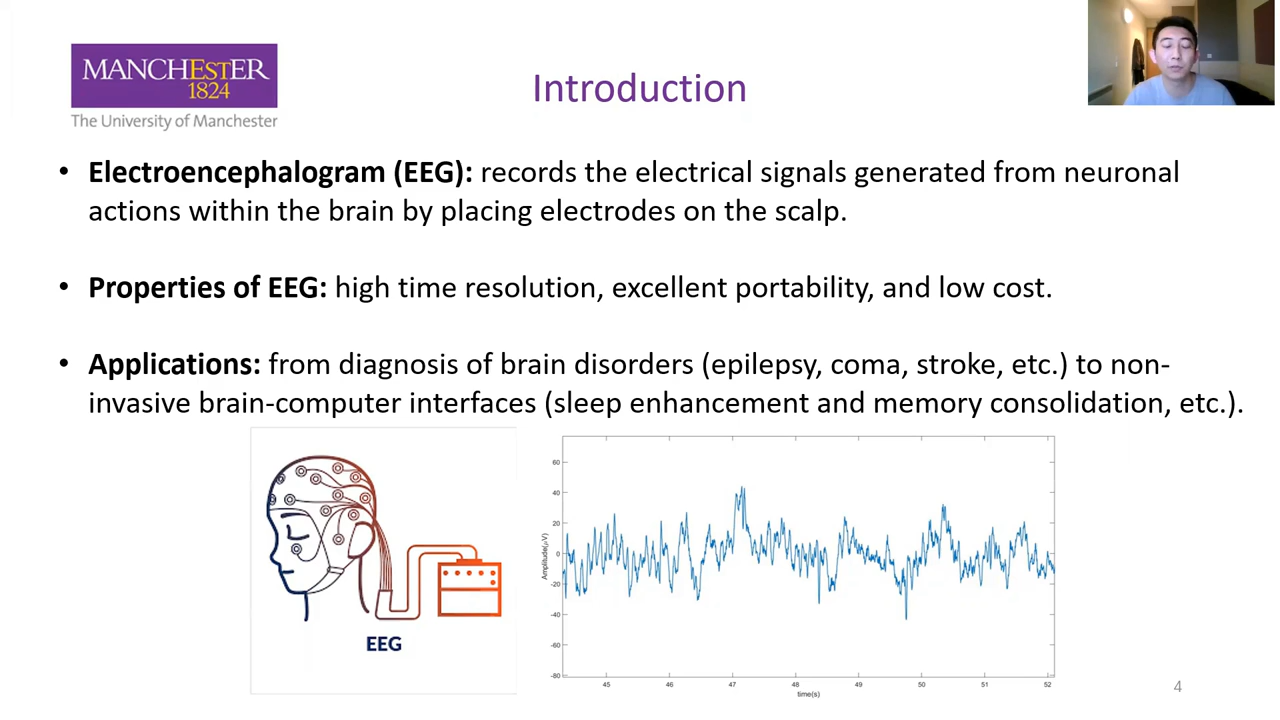 MANCHESTER
1824
The University of Manchester
Introduction
• Electroencephalogram (EEG): records the electrical signals generated from neuronal
actions within the brain by placing electrodes on the scalp.
• Properties of EEG: high time resolution, excellent portability, and low cost.
• Applications: from diagnosis of brain disorders (epilepsy, coma, stroke, etc.) to non-
invasive brain-computer interfaces (sleep enhancement and memory consolidation, etc.).
EEG
Amplitude(μV)
60
40
20
0
-20
-40
-60
-80
45 46 47 48 49 50 51 52
time(s)
4